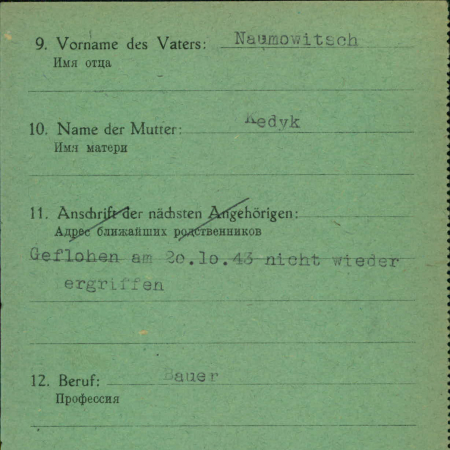 9. Vorname des Vaters: Naumowitsch
Имя отца
10. Name der Mutter: Kedyk
Имя матери
11. Anschrift der nächsten Angehörigen:
Адрес ближайших родственников
Geflohen am 20.10.43 nicht wieder
ergriffen
12. Beruf: Bauer
Профессия